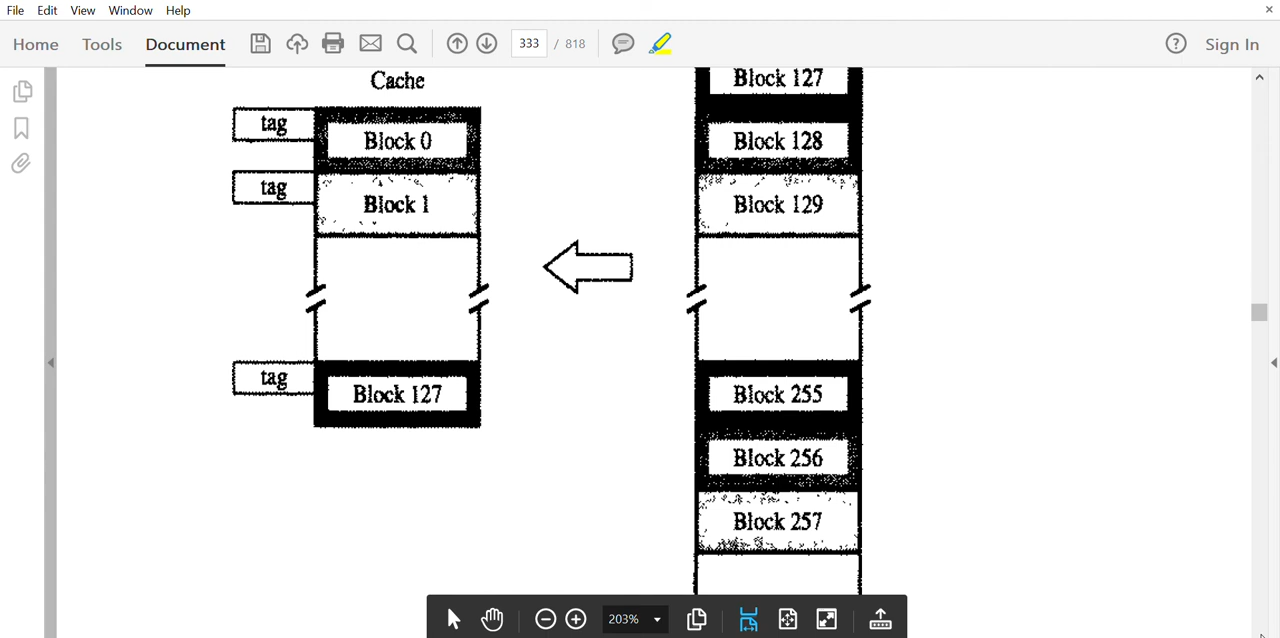 File Edit View Window Help
Home Tools Document 333 / 818 Sign In
Cache
tag
Block 0
tag
Block 1
tag
Block 127
Block 127
Block 128
Block 129
Block 255
Block 256
Block 257
203%